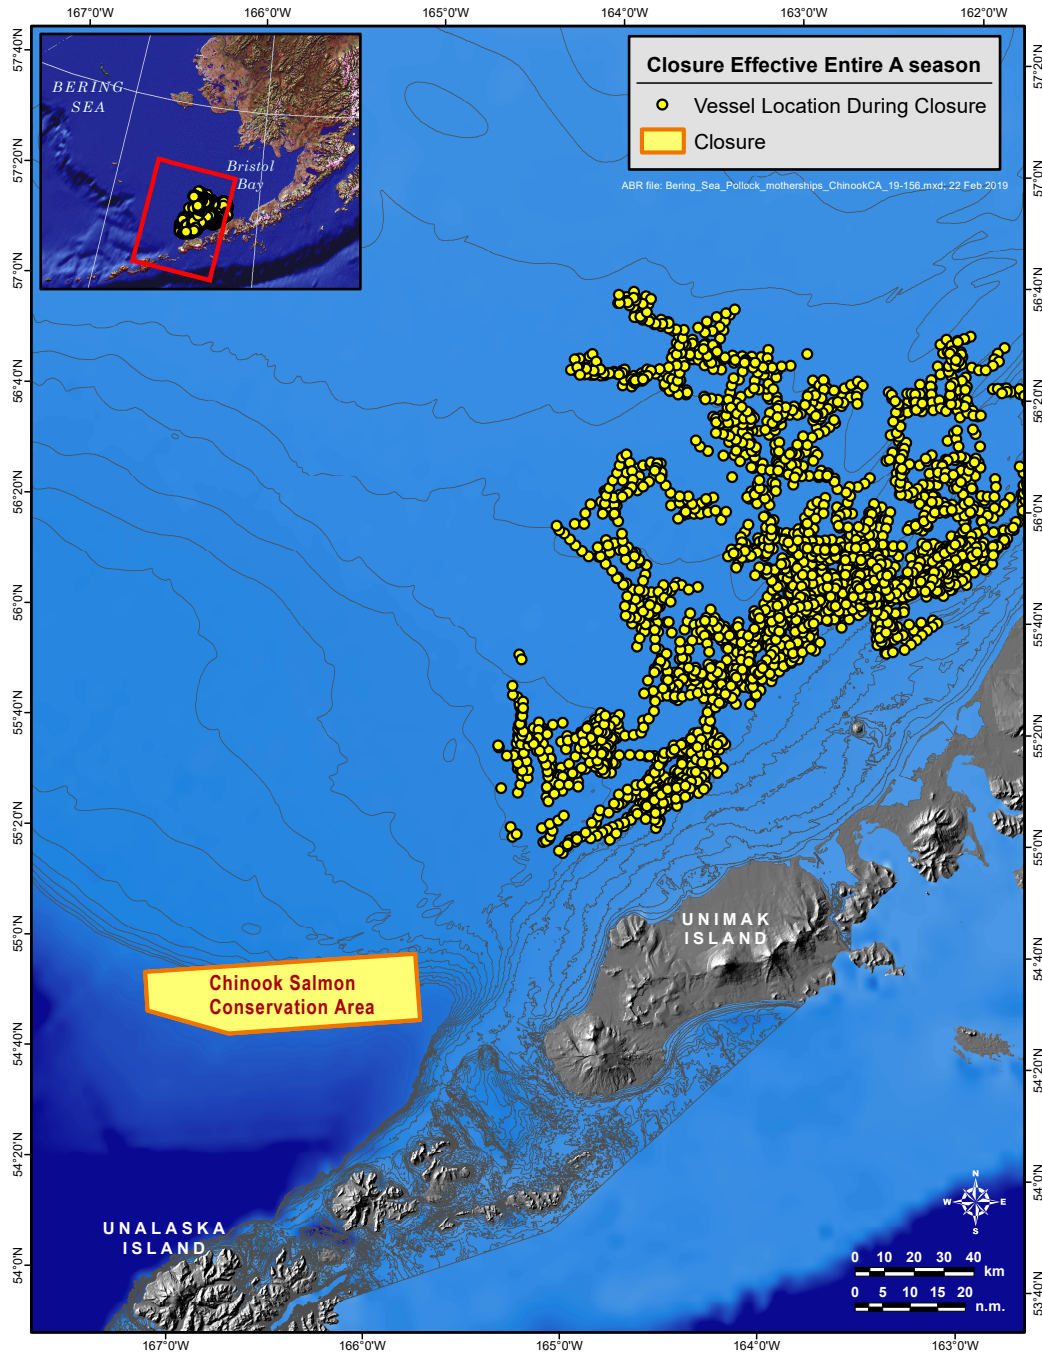 167°0'W 166°0'W 165°0'W 164°0'W 163°0'W 162°0'W
57°40'N
57°20'N
57°0'N
56°40'N
56°20'N
56°0'N
55°40'N
55°20'N
55°0'N
54°40'N
54°20'N
54°0'N
BERING
SEA
Bristol
Bay
Closure Effective Entire A season
Vessel Location During Closure
Closure
ABR file: Bering_Sea_Pollock_motherships_ChinookCA_19-156.mxd; 22 Feb 2019
57°20'N
57°0'N
56°40'N
56°20'N
56°0'N
55°40'N
55°20'N
55°0'N
54°40'N
54°20'N
54°0'N
53°40'N
UNIMAK
ISLAND
Chinook Salmon
Conservation Area
UNALASKA
ISLAND
N
W E
S
0 10 20 30 40
km
0 5 10 15 20
n.m.
167°0'W 166°0'W 165°0'W 164°0'W 163°0'W